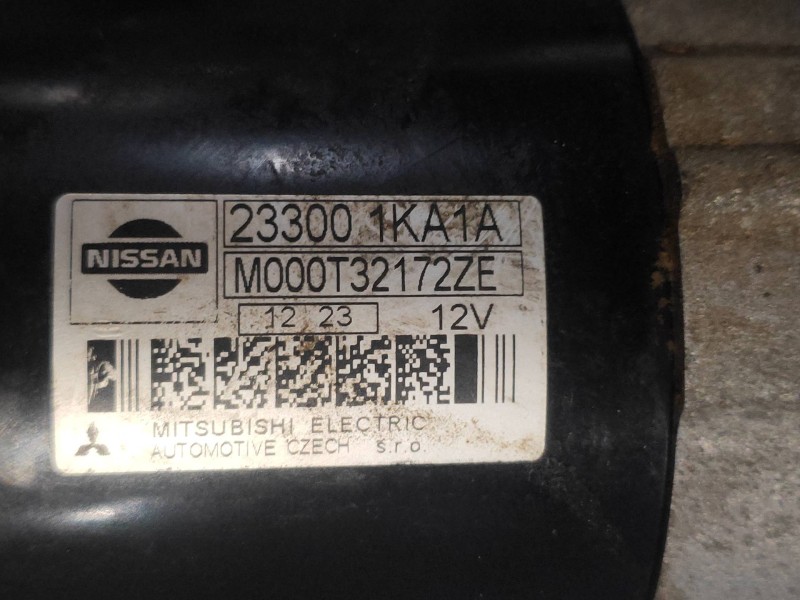 NISSAN
23300 1KA1A
M000T32172ZE
12 23 12V
MITSUBISHI ELECTRIC
AUTOMOTIVE CZECH s.r.o.